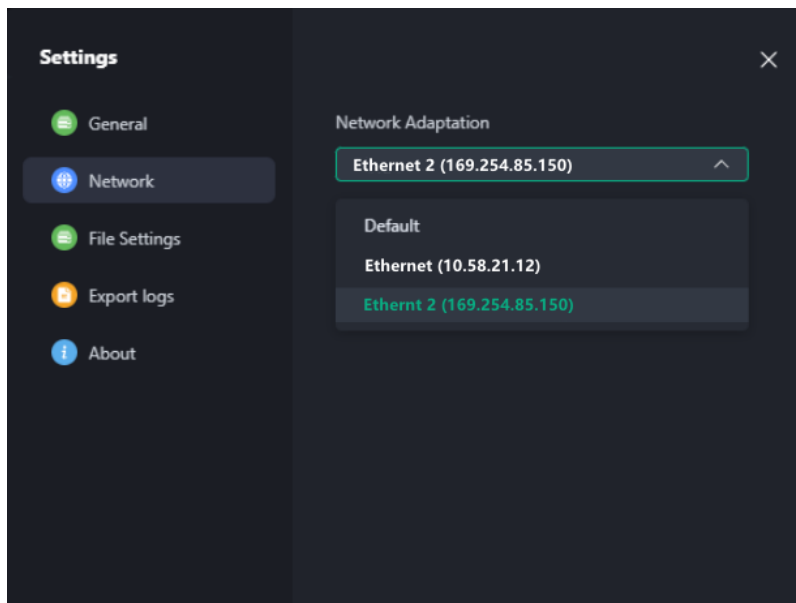 Settings
General
Network
File Settings
Export logs
About
Network Adaptation
Ethernet 2 (169.254.85.150)
Default
Ethernet (10.58.21.12)
Ethernt 2 (169.254.85.150)